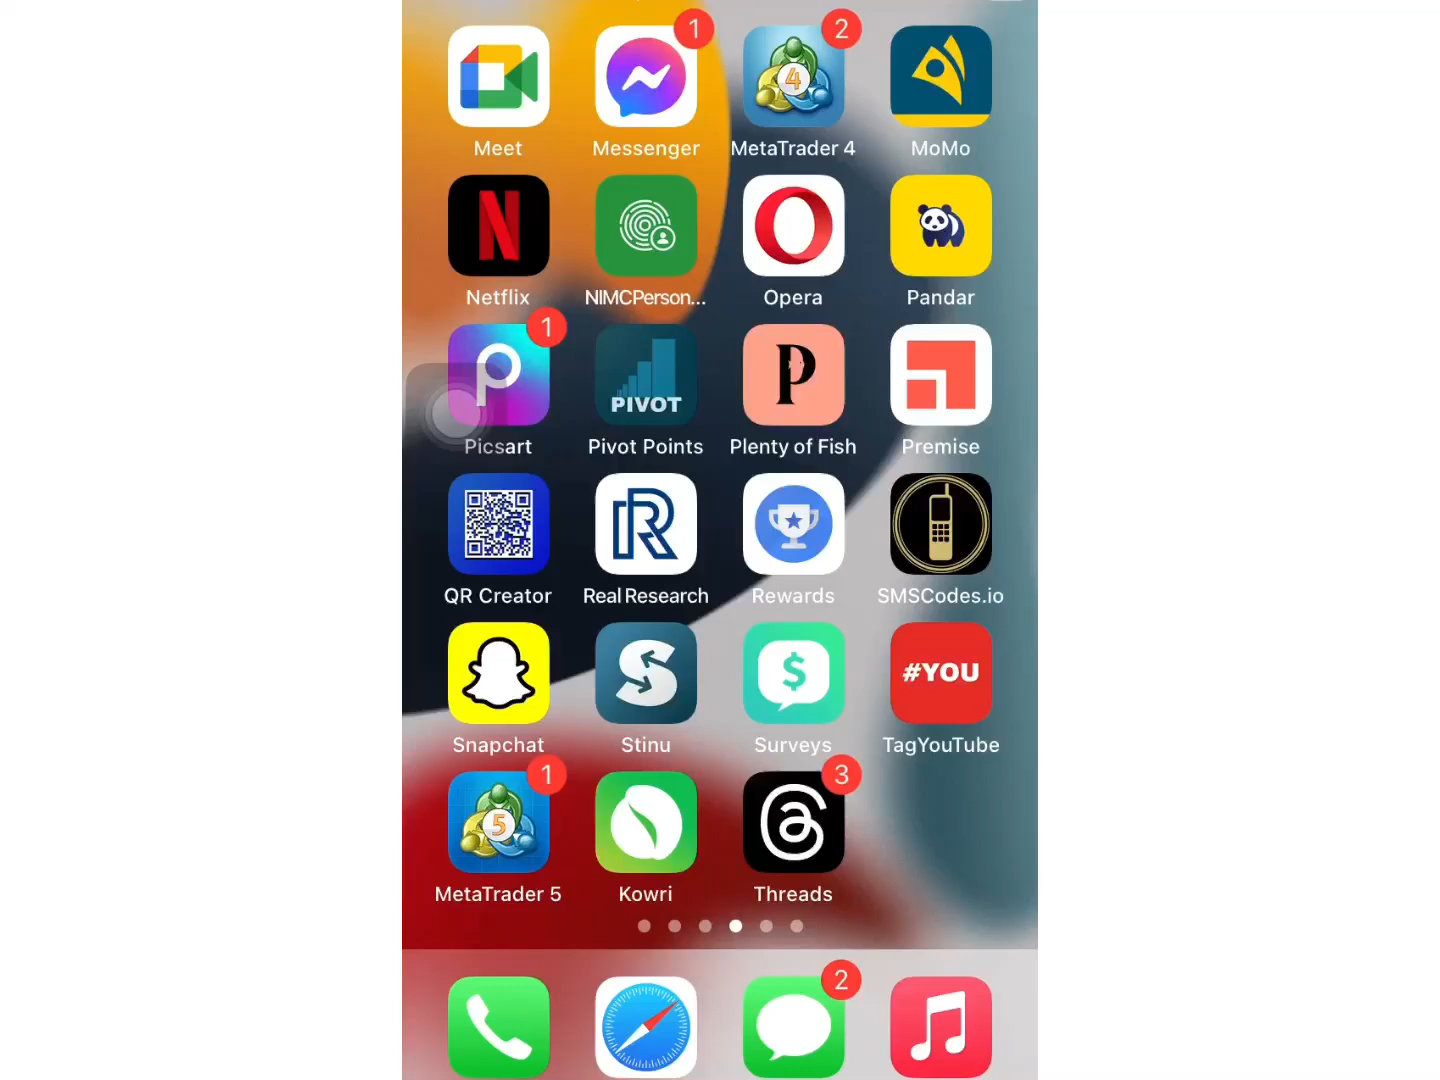 1
2
4
Meet
Messenger
MetaTrader 4
MoMo
N
Netflix
NIMCPerson...
Opera
Pandar
1
P
PIVOT
P
Picsart
Pivot Points
Plenty of Fish
Premise
R
QR Creator
Real Research
Rewards
SMSCodes.io
S
$
#YOU
Snapchat
Stinu
Surveys
TagYouTube
1
3
5
MetaTrader 5
Kowri
Threads
2